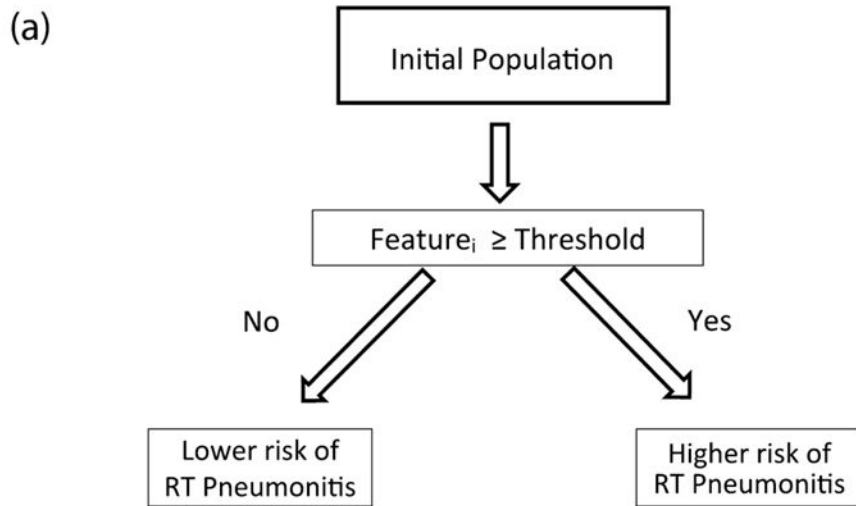 (a)
Initial Population
Featureᵢ ≥ Threshold
No
Yes
Lower risk of
RT Pneumonitis
Higher risk of
RT Pneumonitis